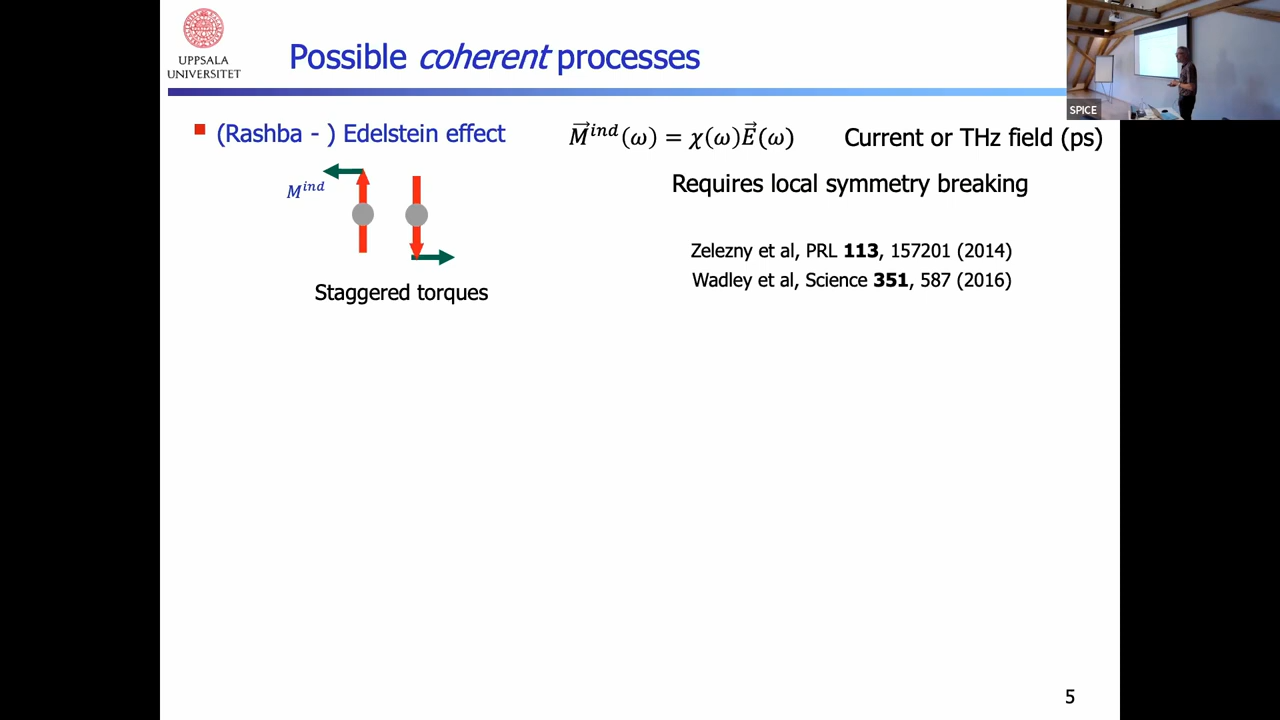 UPPSALA
UNIVERSITET
Possible coherent processes
SPICE
(Rashba - ) Edelstein effect
M⃗^ind(ω) = χ(ω)E⃗(ω)
Current or THz field (ps)
M^ind
Requires local symmetry breaking
Zelezny et al, PRL 113, 157201 (2014)
Wadley et al, Science 351, 587 (2016)
Staggered torques
5